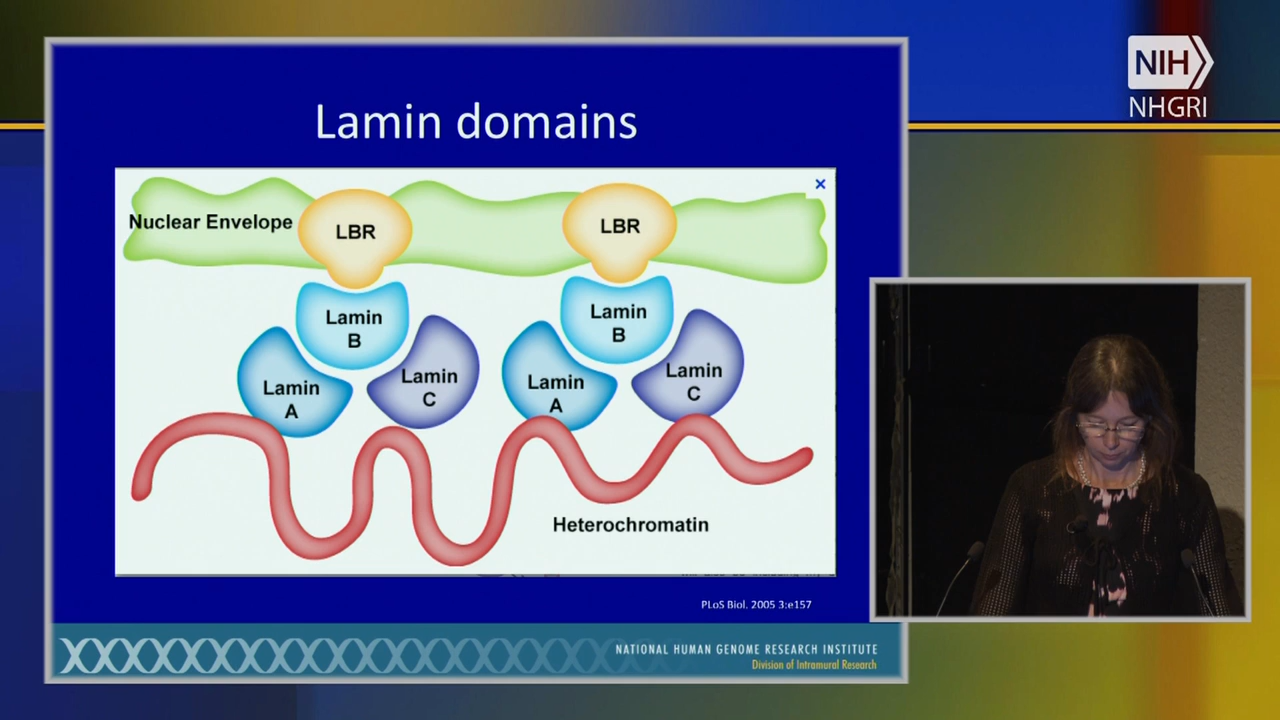 NIH
NHGRI
Lamin domains
Nuclear Envelope
LBR
LBR
Lamin
B
Lamin
B
Lamin
A
Lamin
C
Lamin
A
Lamin
C
Heterochromatin
PLoS Biol. 2005 3:e157
NATIONAL HUMAN GENOME RESEARCH INSTITUTE
Division of Intramural Research